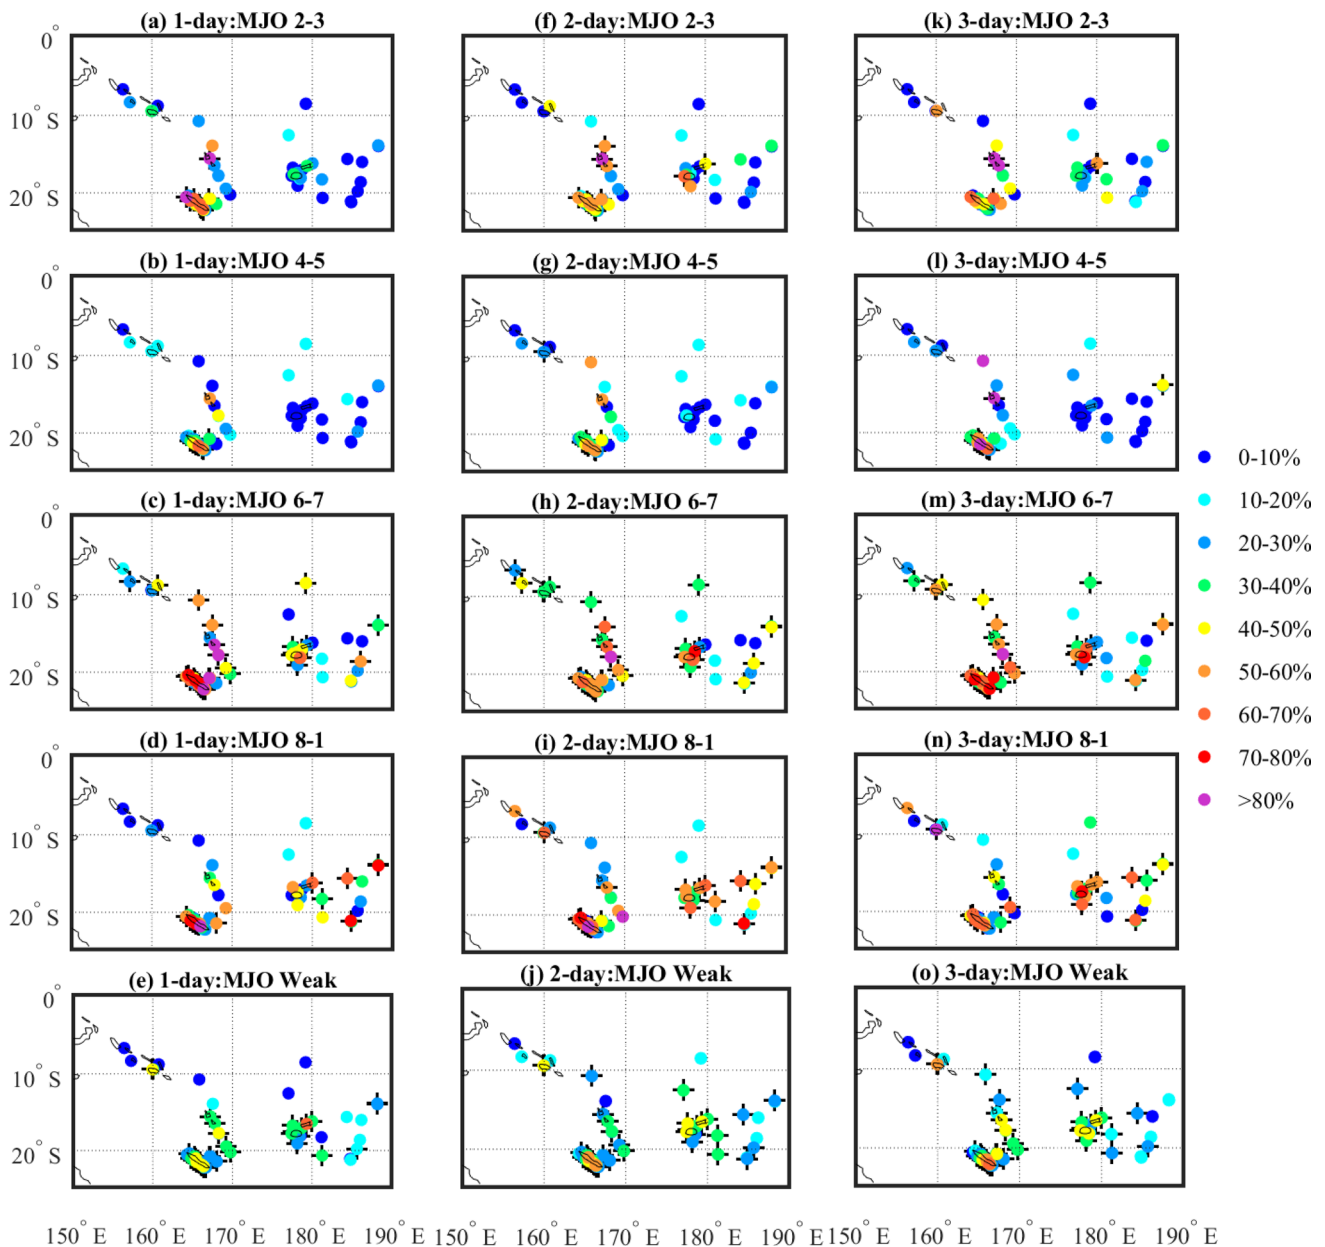 (a) 1-day:MJO 2-3 (f) 2-day:MJO 2-3 (k) 3-day:MJO 2-3
0°
10° S
20° S
(b) 1-day:MJO 4-5 (g) 2-day:MJO 4-5 (l) 3-day:MJO 4-5
0°
10° S
20° S
(c) 1-day:MJO 6-7 (h) 2-day:MJO 6-7 (m) 3-day:MJO 6-7
0°
10° S
20° S
(d) 1-day:MJO 8-1 (i) 2-day:MJO 8-1 (n) 3-day:MJO 8-1
0°
10° S
20° S
(e) 1-day:MJO Weak (j) 2-day:MJO Weak (o) 3-day:MJO Weak
0°
10° S
20° S
150° E 160° E 170° E 180° E 190° E 150° E 160° E 170° E 180° E 190° E 150° E 160° E 170° E 180° E 190° E
0-10%
10-20%
20-30%
30-40%
40-50%
50-60%
60-70%
70-80%
>80%